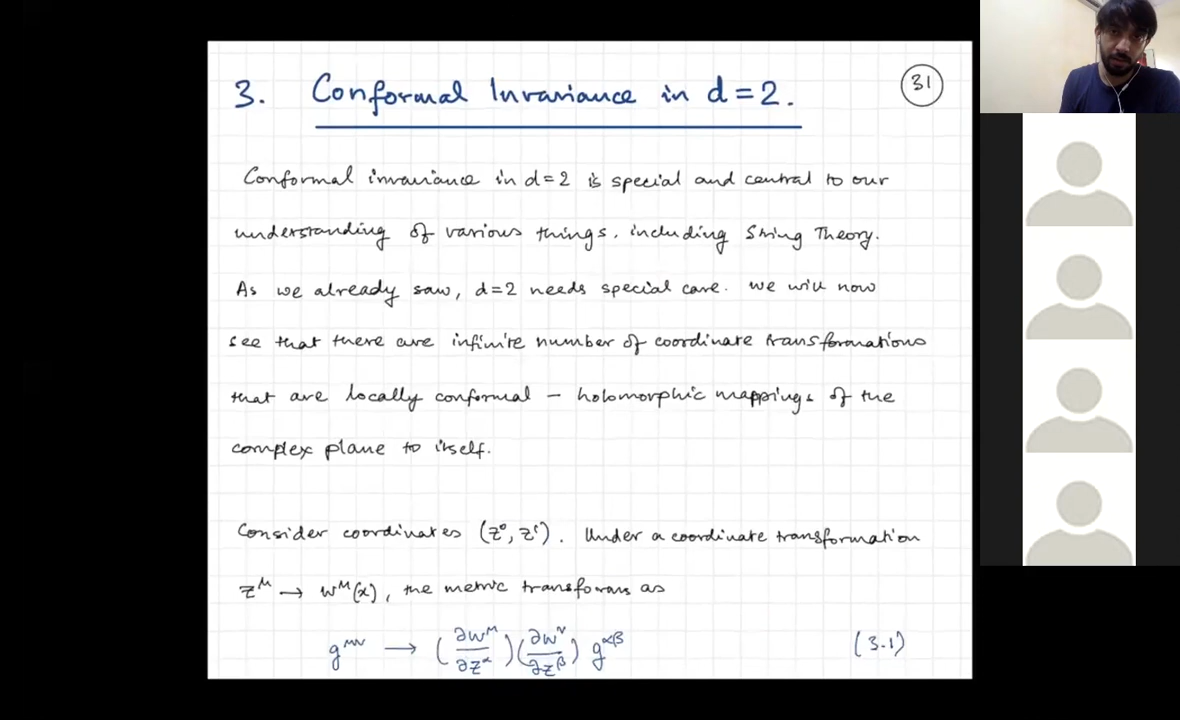 3. Conformal Invariance in d=2.
31
Conformal invariance in d=2 is special and central to our
understanding of various things, including String Theory.
As we already saw, d=2 needs special care. We will now
see that there are infinite number of coordinate transformations
that are locally conformal – holomorphic mappings of the
complex plane to itself.
Consider coordinates (z⁰, z¹). Under a coordinate transformation
z^μ → w^μ(x), the metric transforms as
g^μν → (∂w^μ/∂z^α)(∂w^ν/∂z^β) g^αβ (3.1)